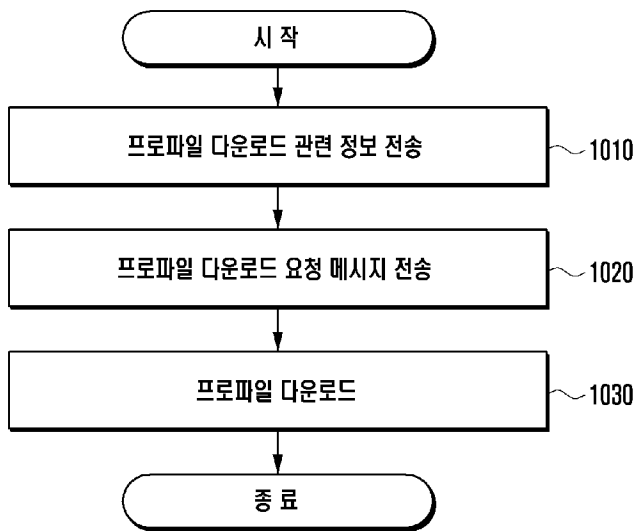 시 작
프로파일 다운로드 관련 정보 전송
1010
프로파일 다운로드 요청 메시지 전송
1020
프로파일 다운로드
1030
종 료